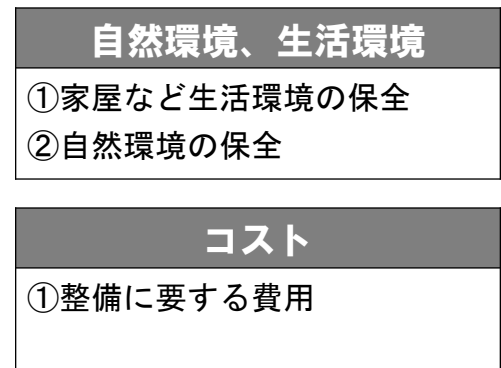 自然環境、生活環境
①家屋など生活環境の保全
②自然環境の保全
コスト
①整備に要する費用